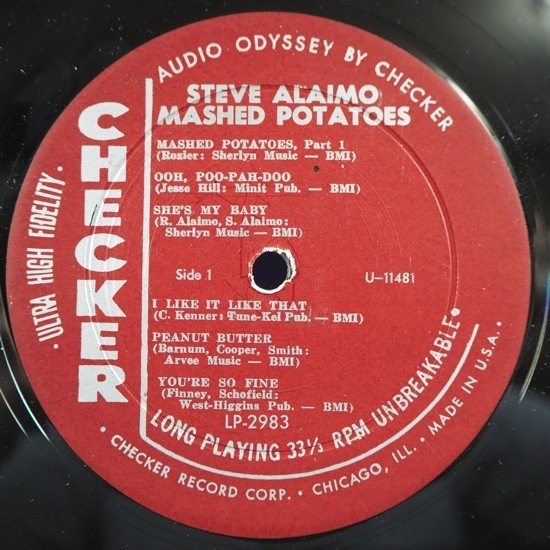 AUDIO ODYSSEY BY CHECKER
STEVE ALAIMO
MASHED POTATOES
CHECKER
· ULTRA HIGH FIDELITY ·
MASHED POTATOES, Part 1
(Rozier: Sherlyn Music — BMI)
OOH, POO-PAH-DOO
(Jesse Hill: Minit Pub. — BMI)
SHE'S MY BABY
(R. Alaimo, S. Alaimo:
Sherlyn Music — BMI)
Side 1
U-11481
I LIKE IT LIKE THAT
(C. Kenner: Tune-Kel Pub. — BMI)
PEANUT BUTTER
(Barnum, Cooper, Smith:
Arvee Music — BMI)
YOU'RE SO FINE
(Finney, Schofield:
West-Higgins Pub. — BMI)
LP-2983
LONG PLAYING 33⅓ RPM UNBREAKABLE •
• CHECKER RECORD CORP. • CHICAGO, ILL. • MADE IN U.S.A. •